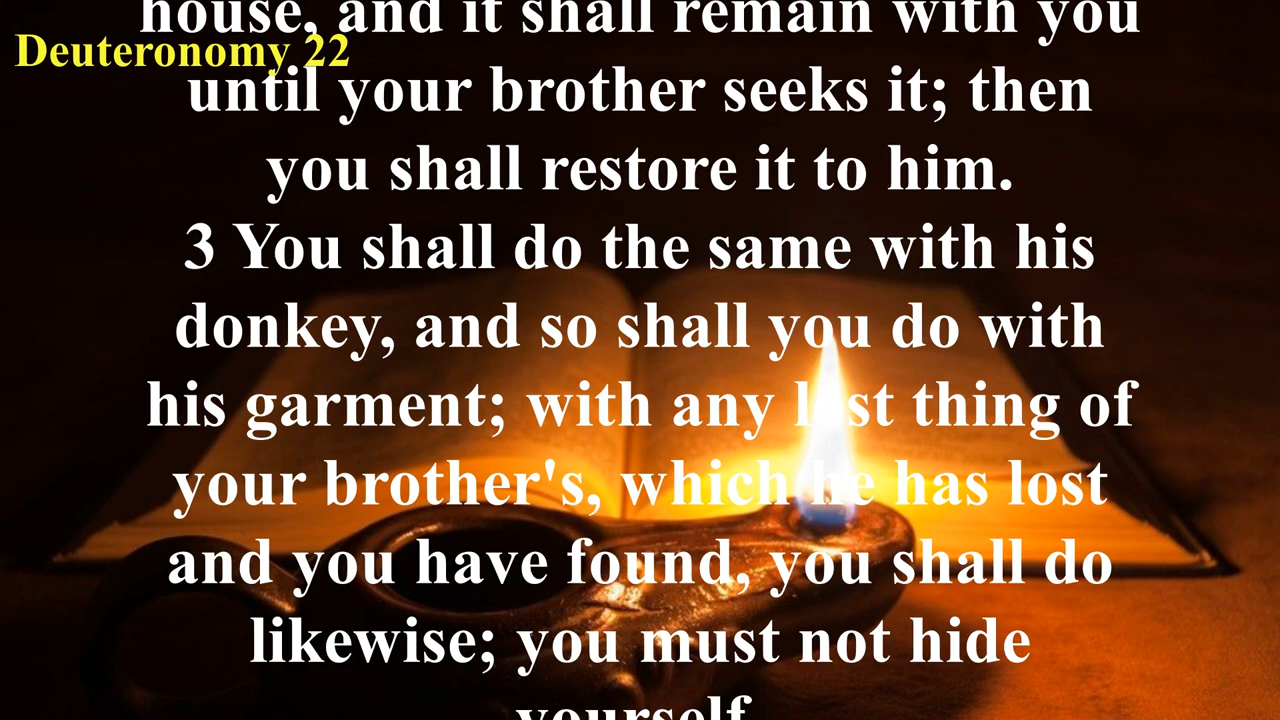 house, and it shall remain with you
Deuteronomy 22
until your brother seeks it; then
you shall restore it to him.
3 You shall do the same with his
donkey, and so shall you do with
his garment; with any lost thing of
your brother's, which he has lost
and you have found, you shall do
likewise; you must not hide
yourself.